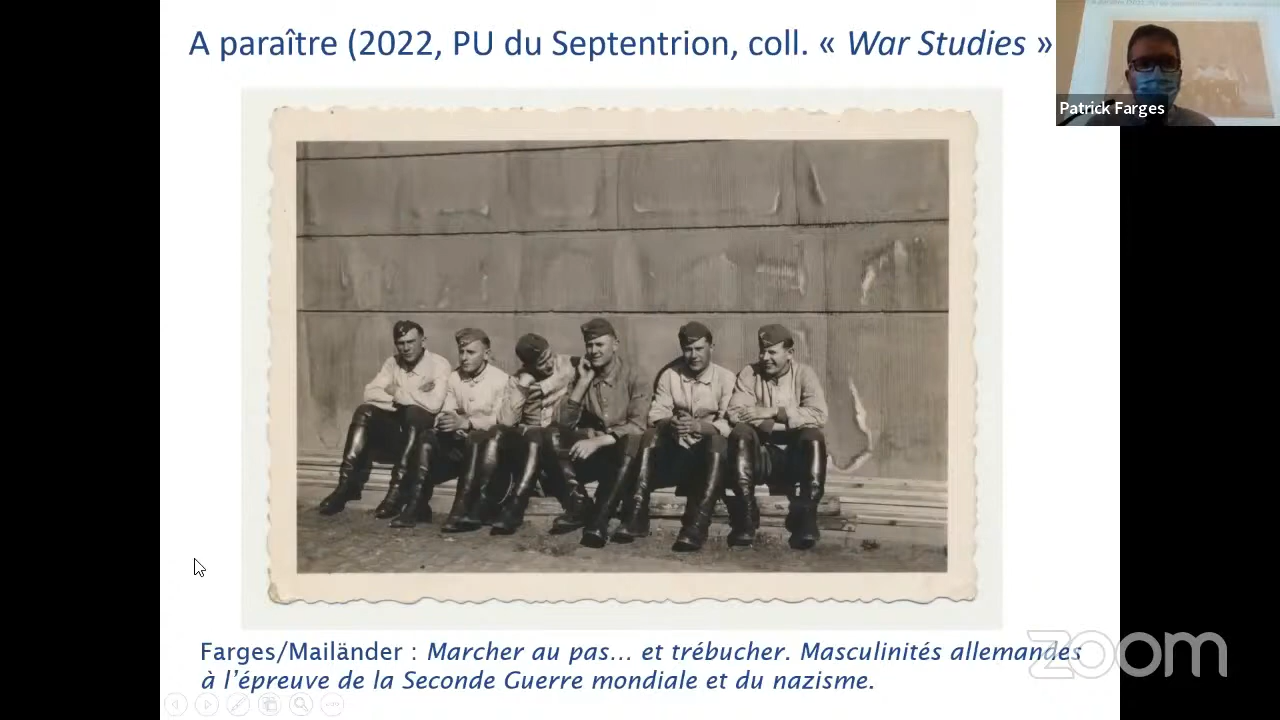 A paraître (2022, PU du Septentrion, coll. « War Studies »
Patrick Farges
Farges/Mailänder : Marcher au pas... et trébucher. Masculinités allemandes
à l'épreuve de la Seconde Guerre mondiale et du nazisme.
zoom